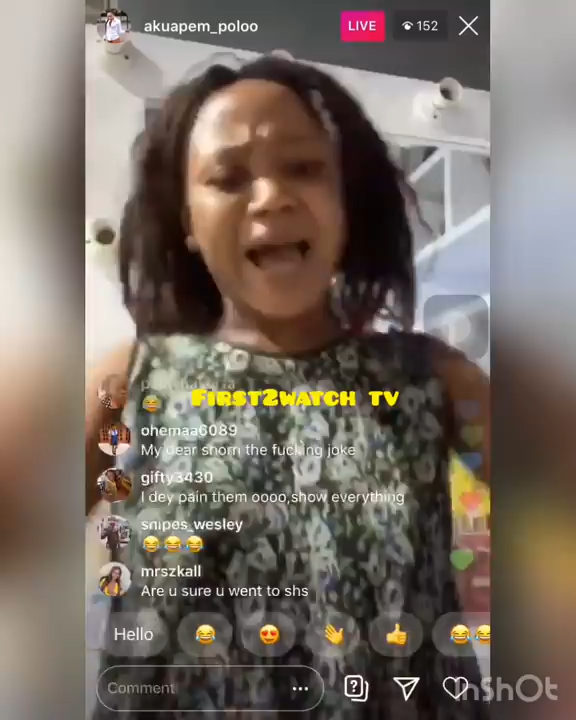 akuapem_poloo
LIVE
152
First2watch tv
ohemaa6089
My dear snorn the fucking joke
gifty3430
I dey pain them oooo,show everything
snipes_wesley
😂😂😂
mrszkall
Are u sure u went to shs
Hello
Comment
InShOt